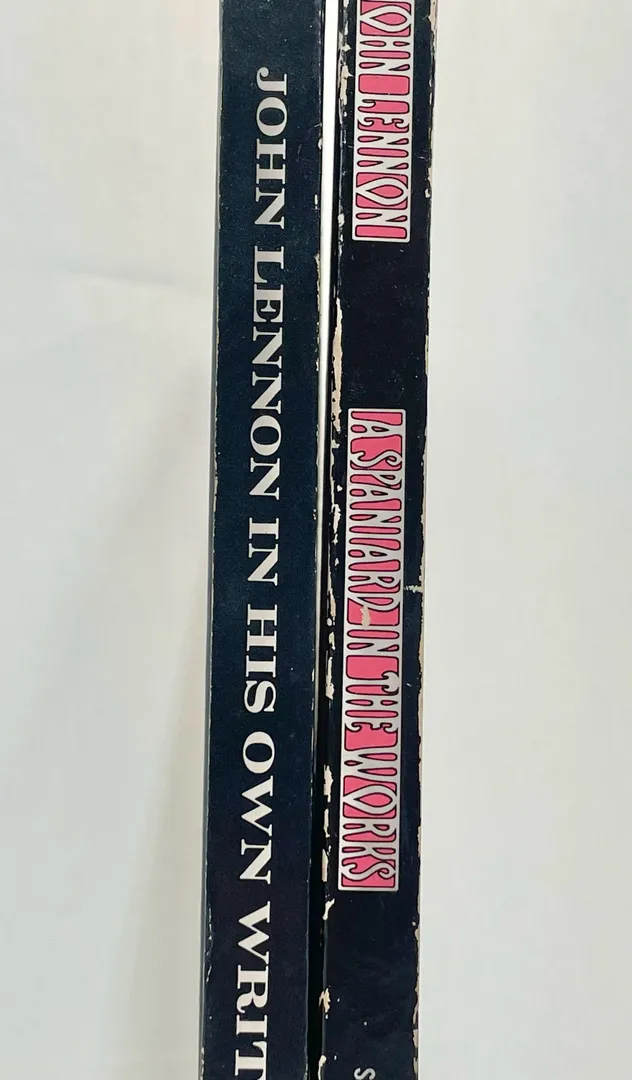 JOHN LENNON IN HIS OWN WRIT
JOHN LENNON
A SPANIARD IN THE WORKS
S